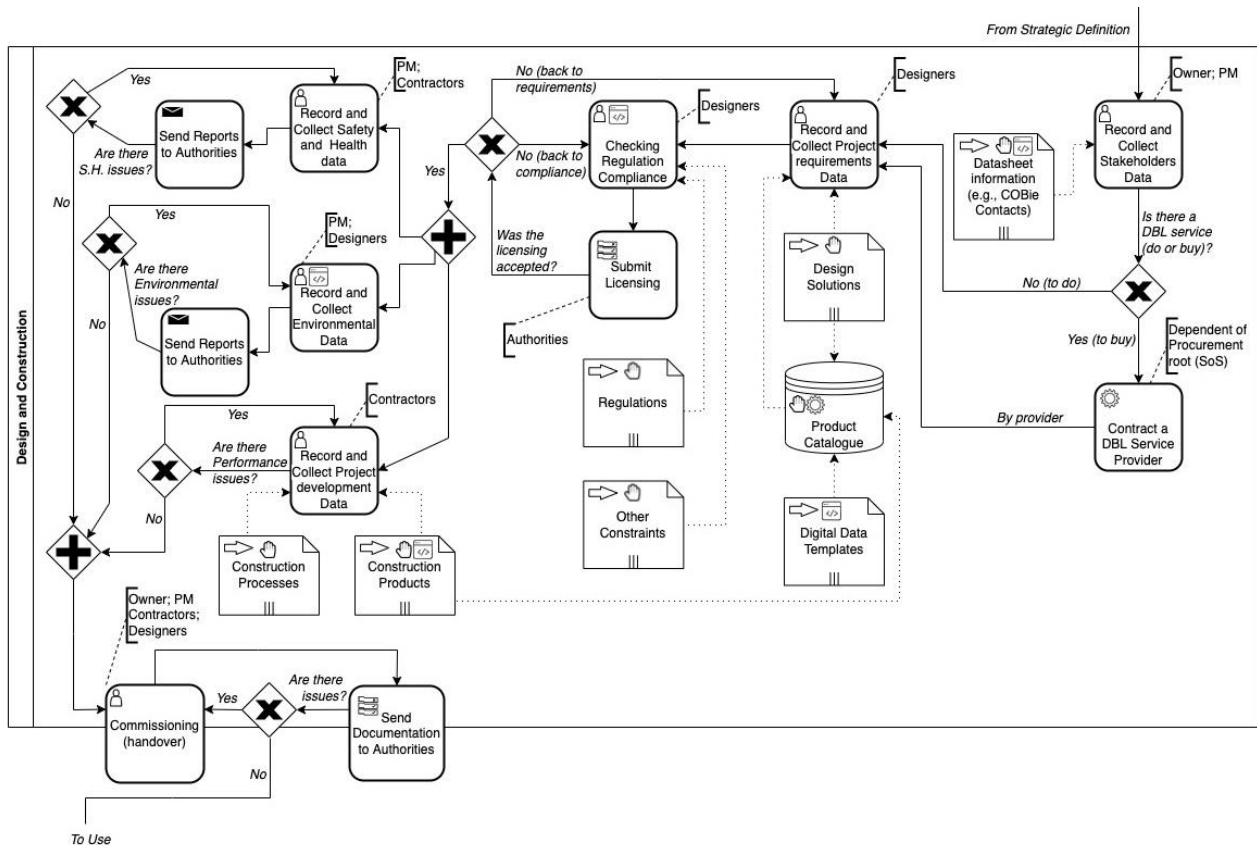 From Strategic Definition
Design and Construction
Yes
PM;
Contractors
Record and
Collect Safety
and Health
data
Send Reports
to Authorities
Are there
S.H. issues?
No
No (back to
requirements)
No (back to
compliance)
Yes
Designers
Checking
Regulation
Compliance
Designers
Record and
Collect Project
requirements
Data
Owner; PM
Record and
Collect
Stakeholders
Data
Datasheet
information
(e.g., COBie
Contacts)
Is there a
DBL service
(do or buy)?
No (to do)
Yes (to buy)
Dependent of
Procurement
root (SoS)
Contract a
DBL Service
Provider
By provider
Was the
licensing
accepted?
Submit
Licensing
Authorities
Design
Solutions
Product
Catalogue
Digital Data
Templates
Regulations
Other
Constraints
Yes
PM;
Designers
Are there
Environmental
issues?
Record and
Collect
Environmental
Data
Send Reports
to Authorities
No
Yes
Contractors
Are there
Performance
issues?
Record and
Collect Project
development
Data
No
Construction
Processes
Construction
Products
Owner; PM
Contractors;
Designers
Commissioning
(handover)
Yes
Are there
issues?
Send
Documentation
to Authorities
No
To Use